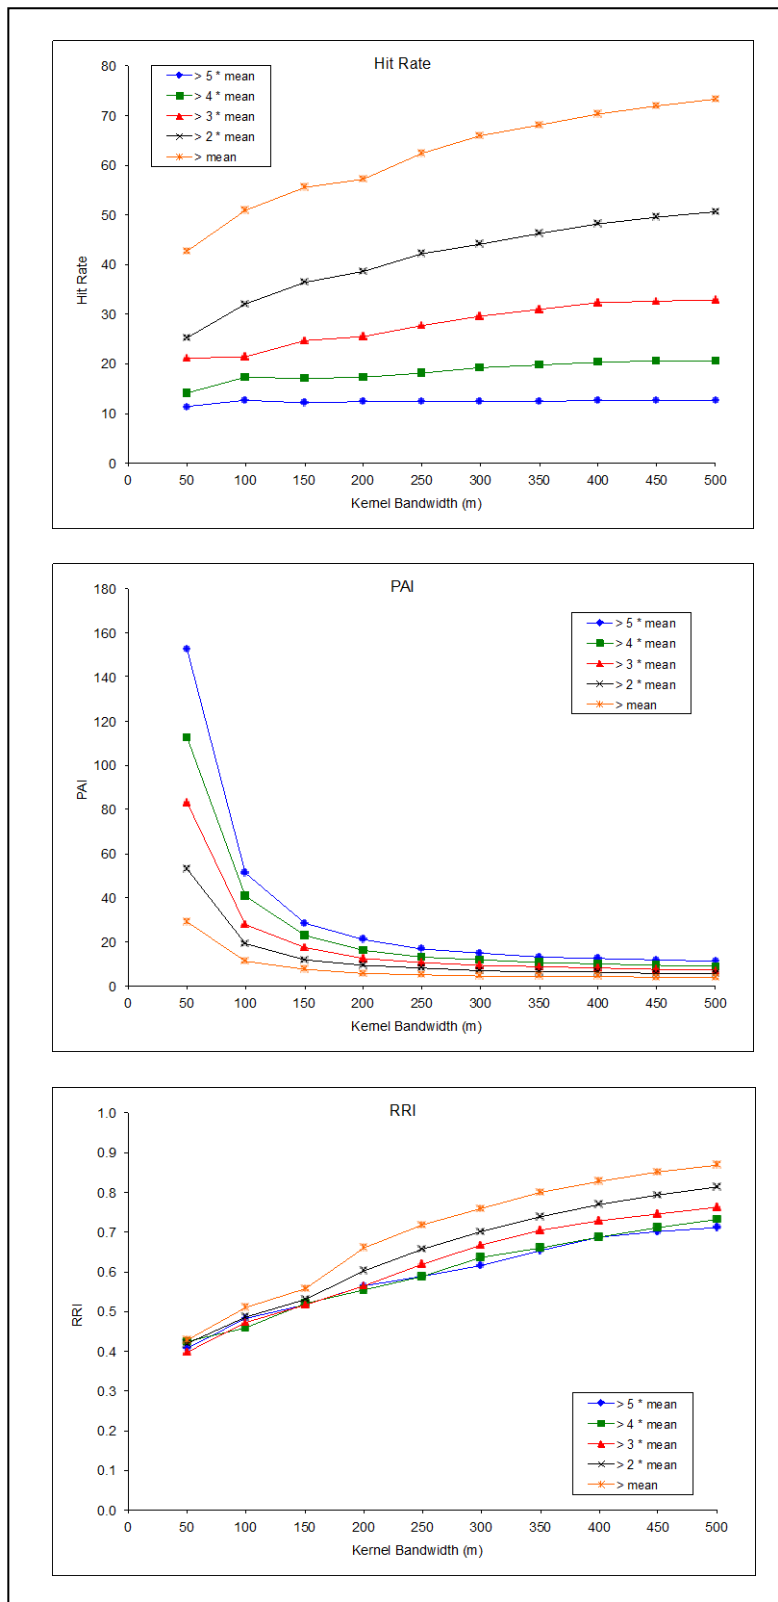 Hit Rate
80
70
60
50
40
30
20
10
0
Hit Rate
> 5 * mean
> 4 * mean
> 3 * mean
> 2 * mean
> mean
0 50 100 150 200 250 300 350 400 450 500
Kernel Bandwidth (m)
PAI
180
160
140
120
100
80
60
40
20
0
PAI
> 5 * mean
> 4 * mean
> 3 * mean
> 2 * mean
> mean
0 50 100 150 200 250 300 350 400 450 500
Kernel Bandwidth (m)
RRI
1.0
0.9
0.8
0.7
0.6
0.5
0.4
0.3
0.2
0.1
0.0
RRI
> 5 * mean
> 4 * mean
> 3 * mean
> 2 * mean
> mean
0 50 100 150 200 250 300 350 400 450 500
Kernel Bandwidth (m)